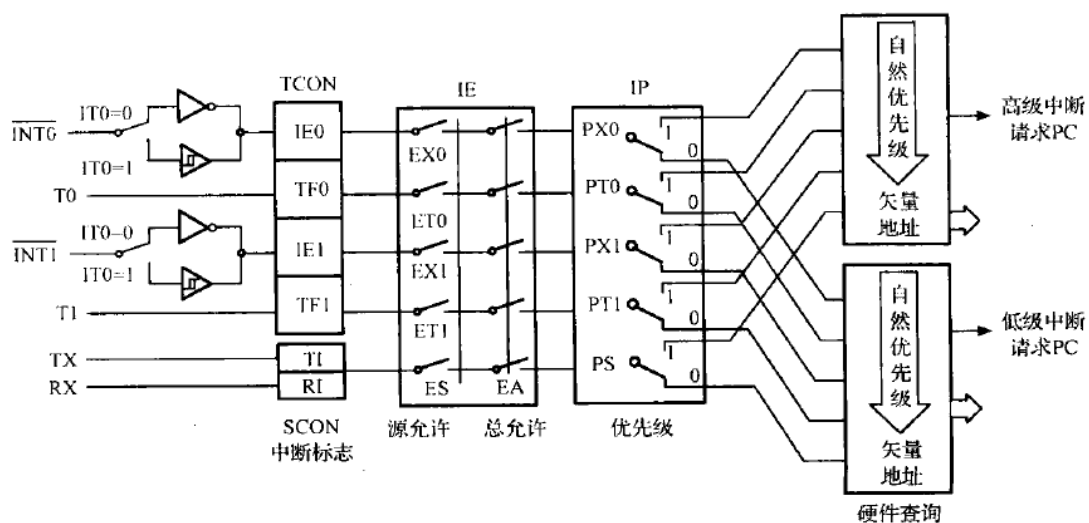 TCON
IE
IP
INT0
IT0=0
IT0=1
IE0
EX0
PX0
1
0
T0
TF0
ET0
PT0
1
0
INT1
IT0=0
IT0=1
IE1
EX1
PX1
1
0
T1
TF1
ET1
PT1
1
0
TX
RX
TI
RI
ES
EA
PS
1
0
SCON
中断标志
源允许
总允许
优先级
自然优先级
矢量
地址
高级中断
请求PC
自然优先级
矢量
地址
低级中断
请求PC
硬件查询